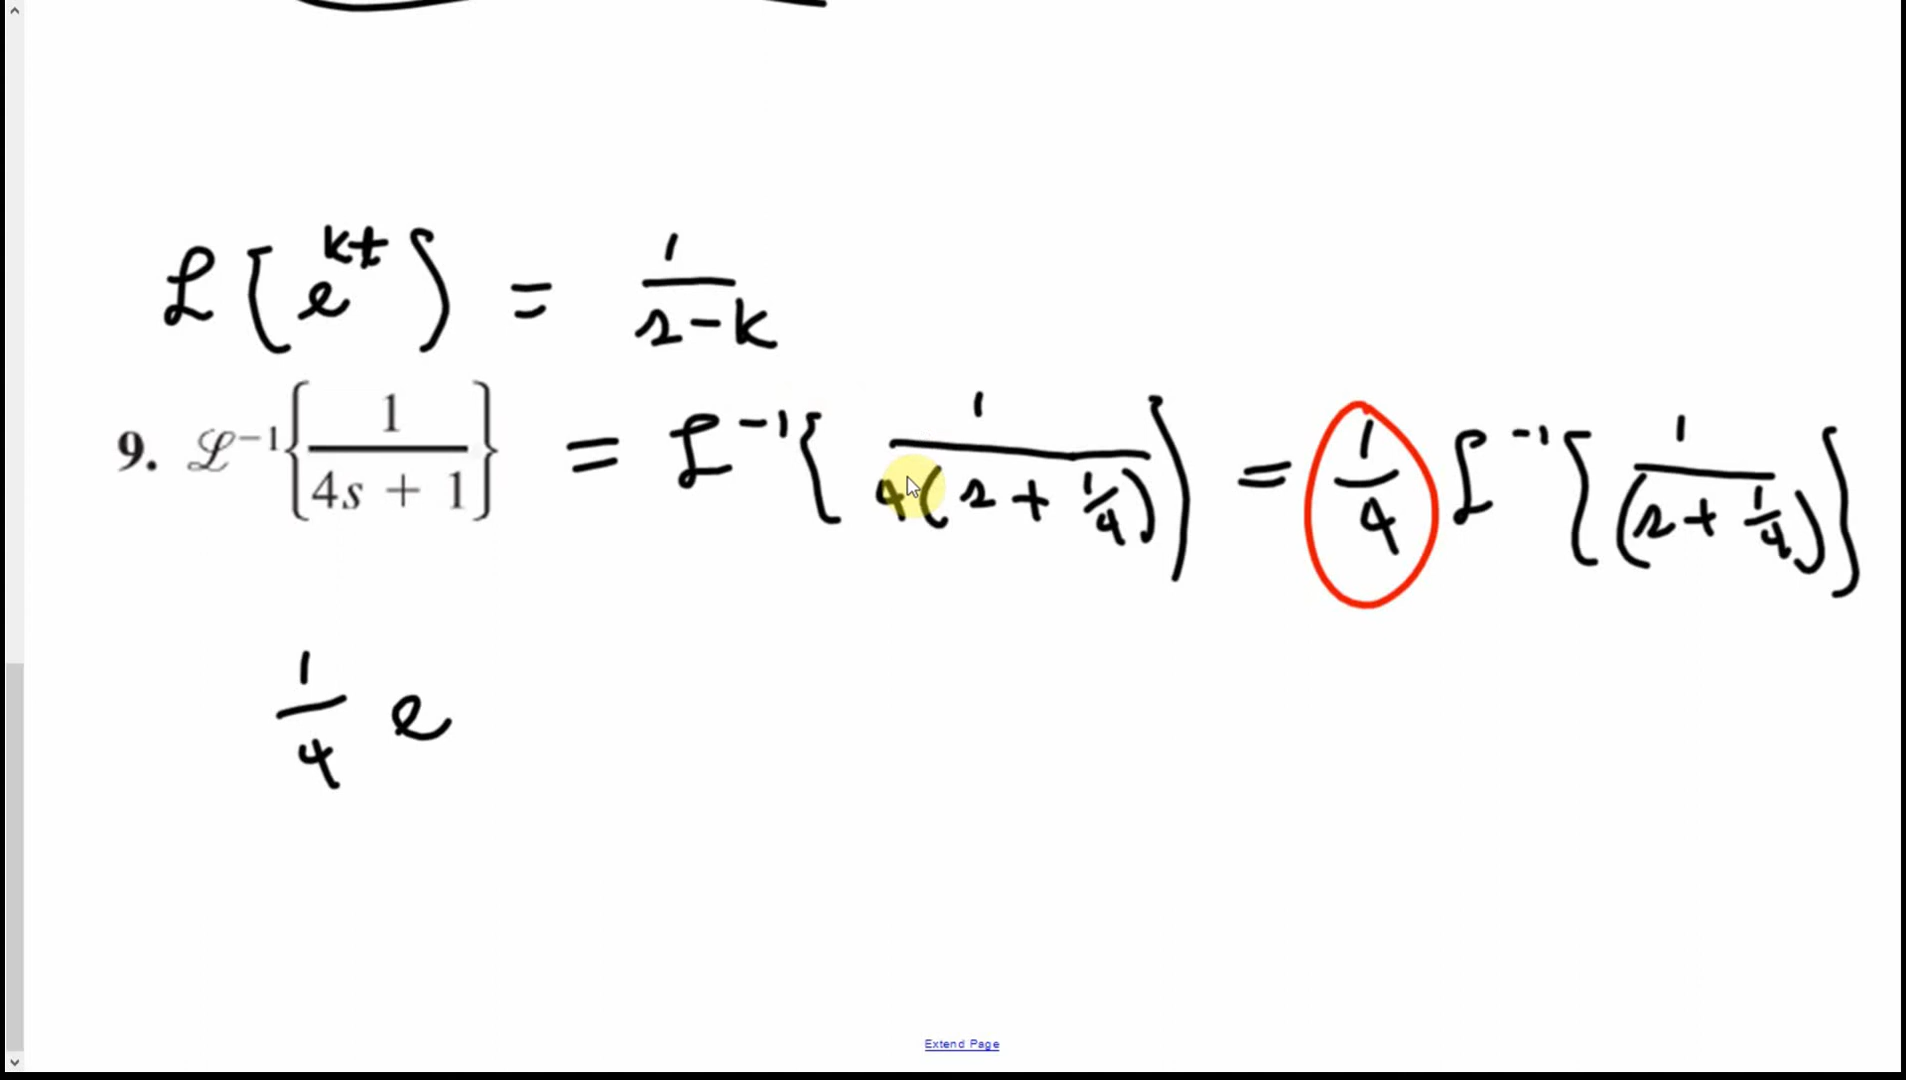 ℒ{e^{kt}} = 1/(s-k)
9. ℒ⁻¹{1/(4s + 1)} = ℒ⁻¹{1/(4(s + 1/4))} = 1/4 ℒ⁻¹{1/(s + 1/4)}
1/4 e
Extend Page